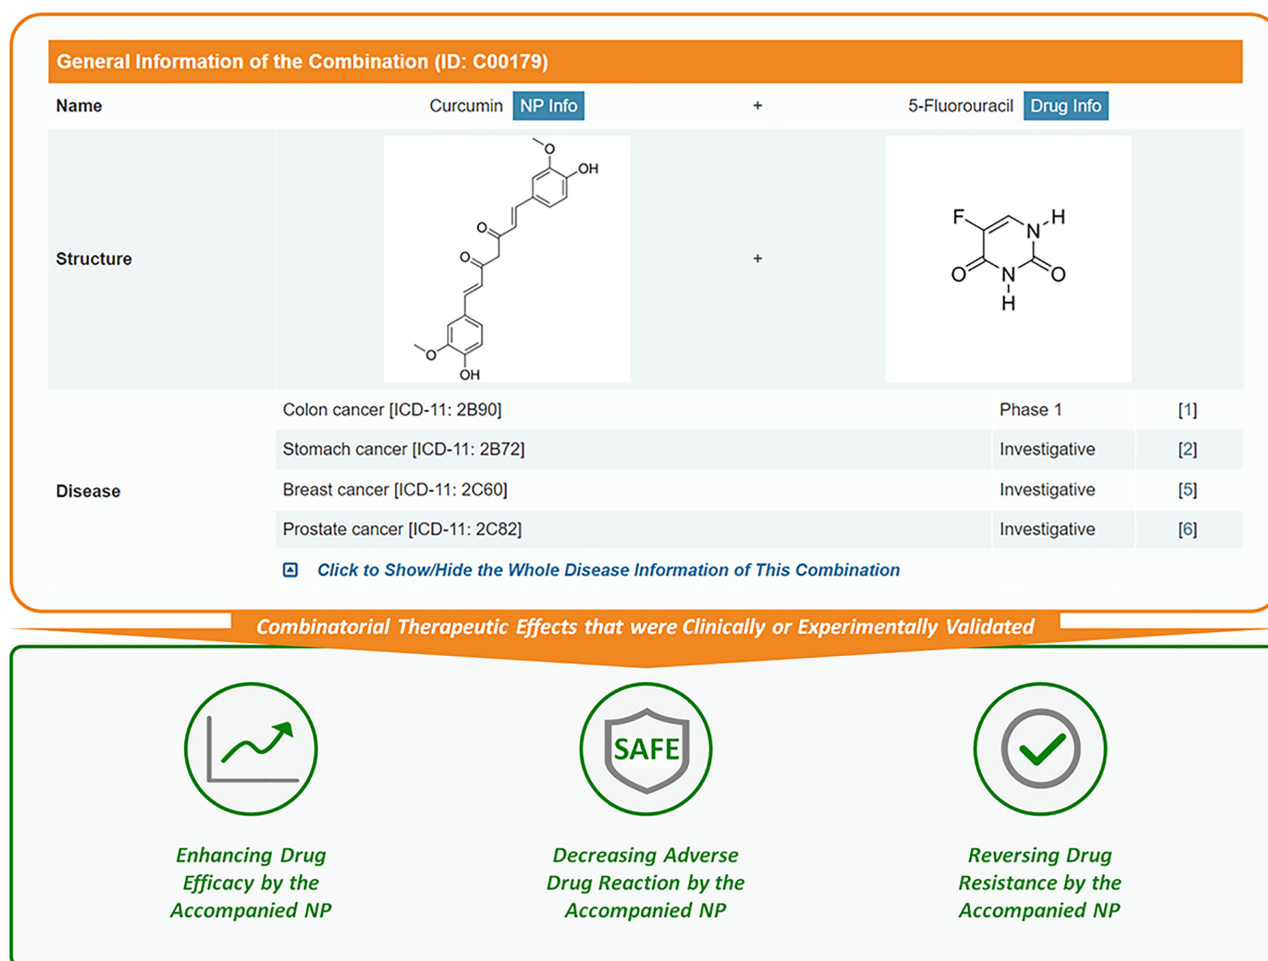 General Information of the Combination (ID: C00179)
Name
Curcumin NP Info + 5-Fluorouracil Drug Info
Structure
O
OH
O
O
O
OH
+
F
N
H
O
N
O
H
Disease
Colon cancer [ICD-11: 2B90] Phase 1 [1]
Stomach cancer [ICD-11: 2B72] Investigative [2]
Breast cancer [ICD-11: 2C60] Investigative [5]
Prostate cancer [ICD-11: 2C82] Investigative [6]
Click to Show/Hide the Whole Disease Information of This Combination
Combinatorial Therapeutic Effects that were Clinically or Experimentally Validated
Enhancing Drug
Efficacy by the
Accompanied NP
SAFE
Decreasing Adverse
Drug Reaction by the
Accompanied NP
Reversing Drug
Resistance by the
Accompanied NP